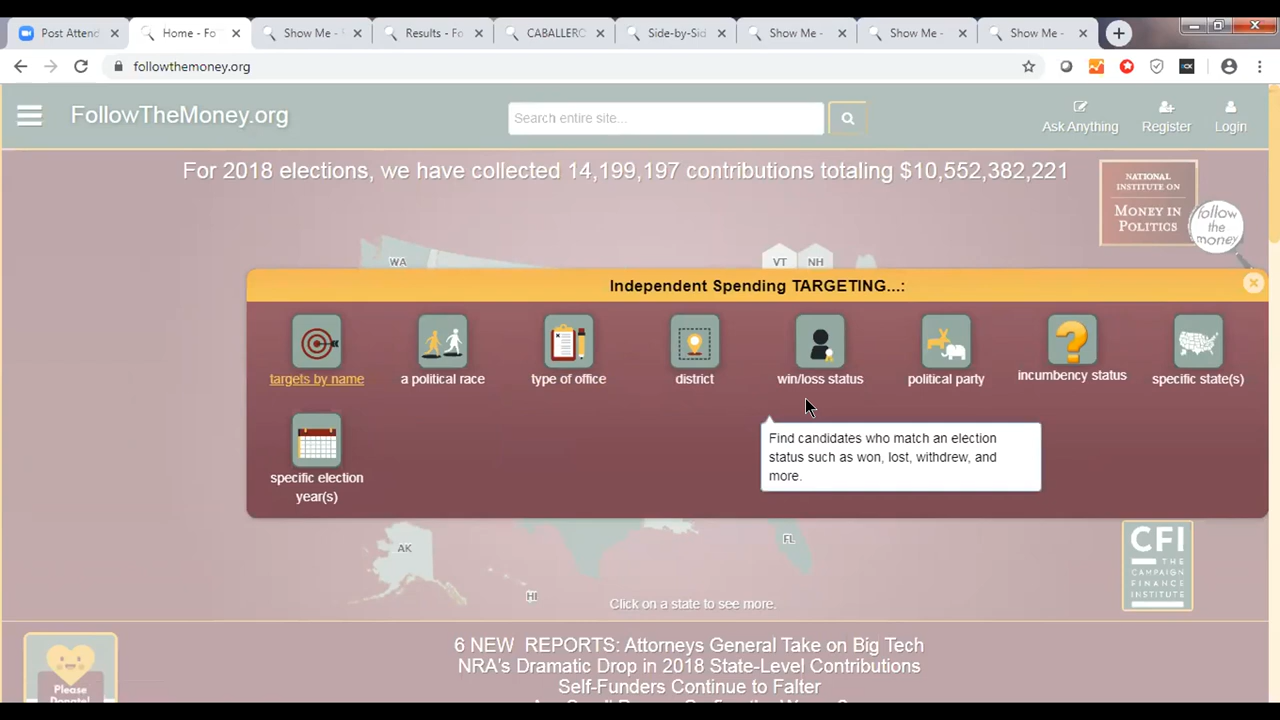 Post Attend
Home - Fo
Show Me -
Results - Fo
CABALLERO
Side-by-Sid
Show Me -
Show Me -
Show Me -
followthemoney.org
FollowTheMoney.org
Search entire site...
Ask Anything
Register
Login
For 2018 elections, we have collected 14,199,197 contributions totaling $10,552,382,221
NATIONAL
INSTITUTE ON
MONEY IN
POLITICS
follow
the
money
WA
VT
NH
Independent Spending TARGETING...:
targets by name
a political race
type of office
district
win/loss status
political party
incumbency status
specific state(s)
specific election
year(s)
Find candidates who match an election
status such as won, lost, withdrew, and
more.
AK
HI
FL
Click on a state to see more.
CFI
THE
CAMPAIGN
FINANCE
INSTITUTE
6 NEW REPORTS: Attorneys General Take on Big Tech
NRA's Dramatic Drop in 2018 State-Level Contributions
Self-Funders Continue to Falter
Please